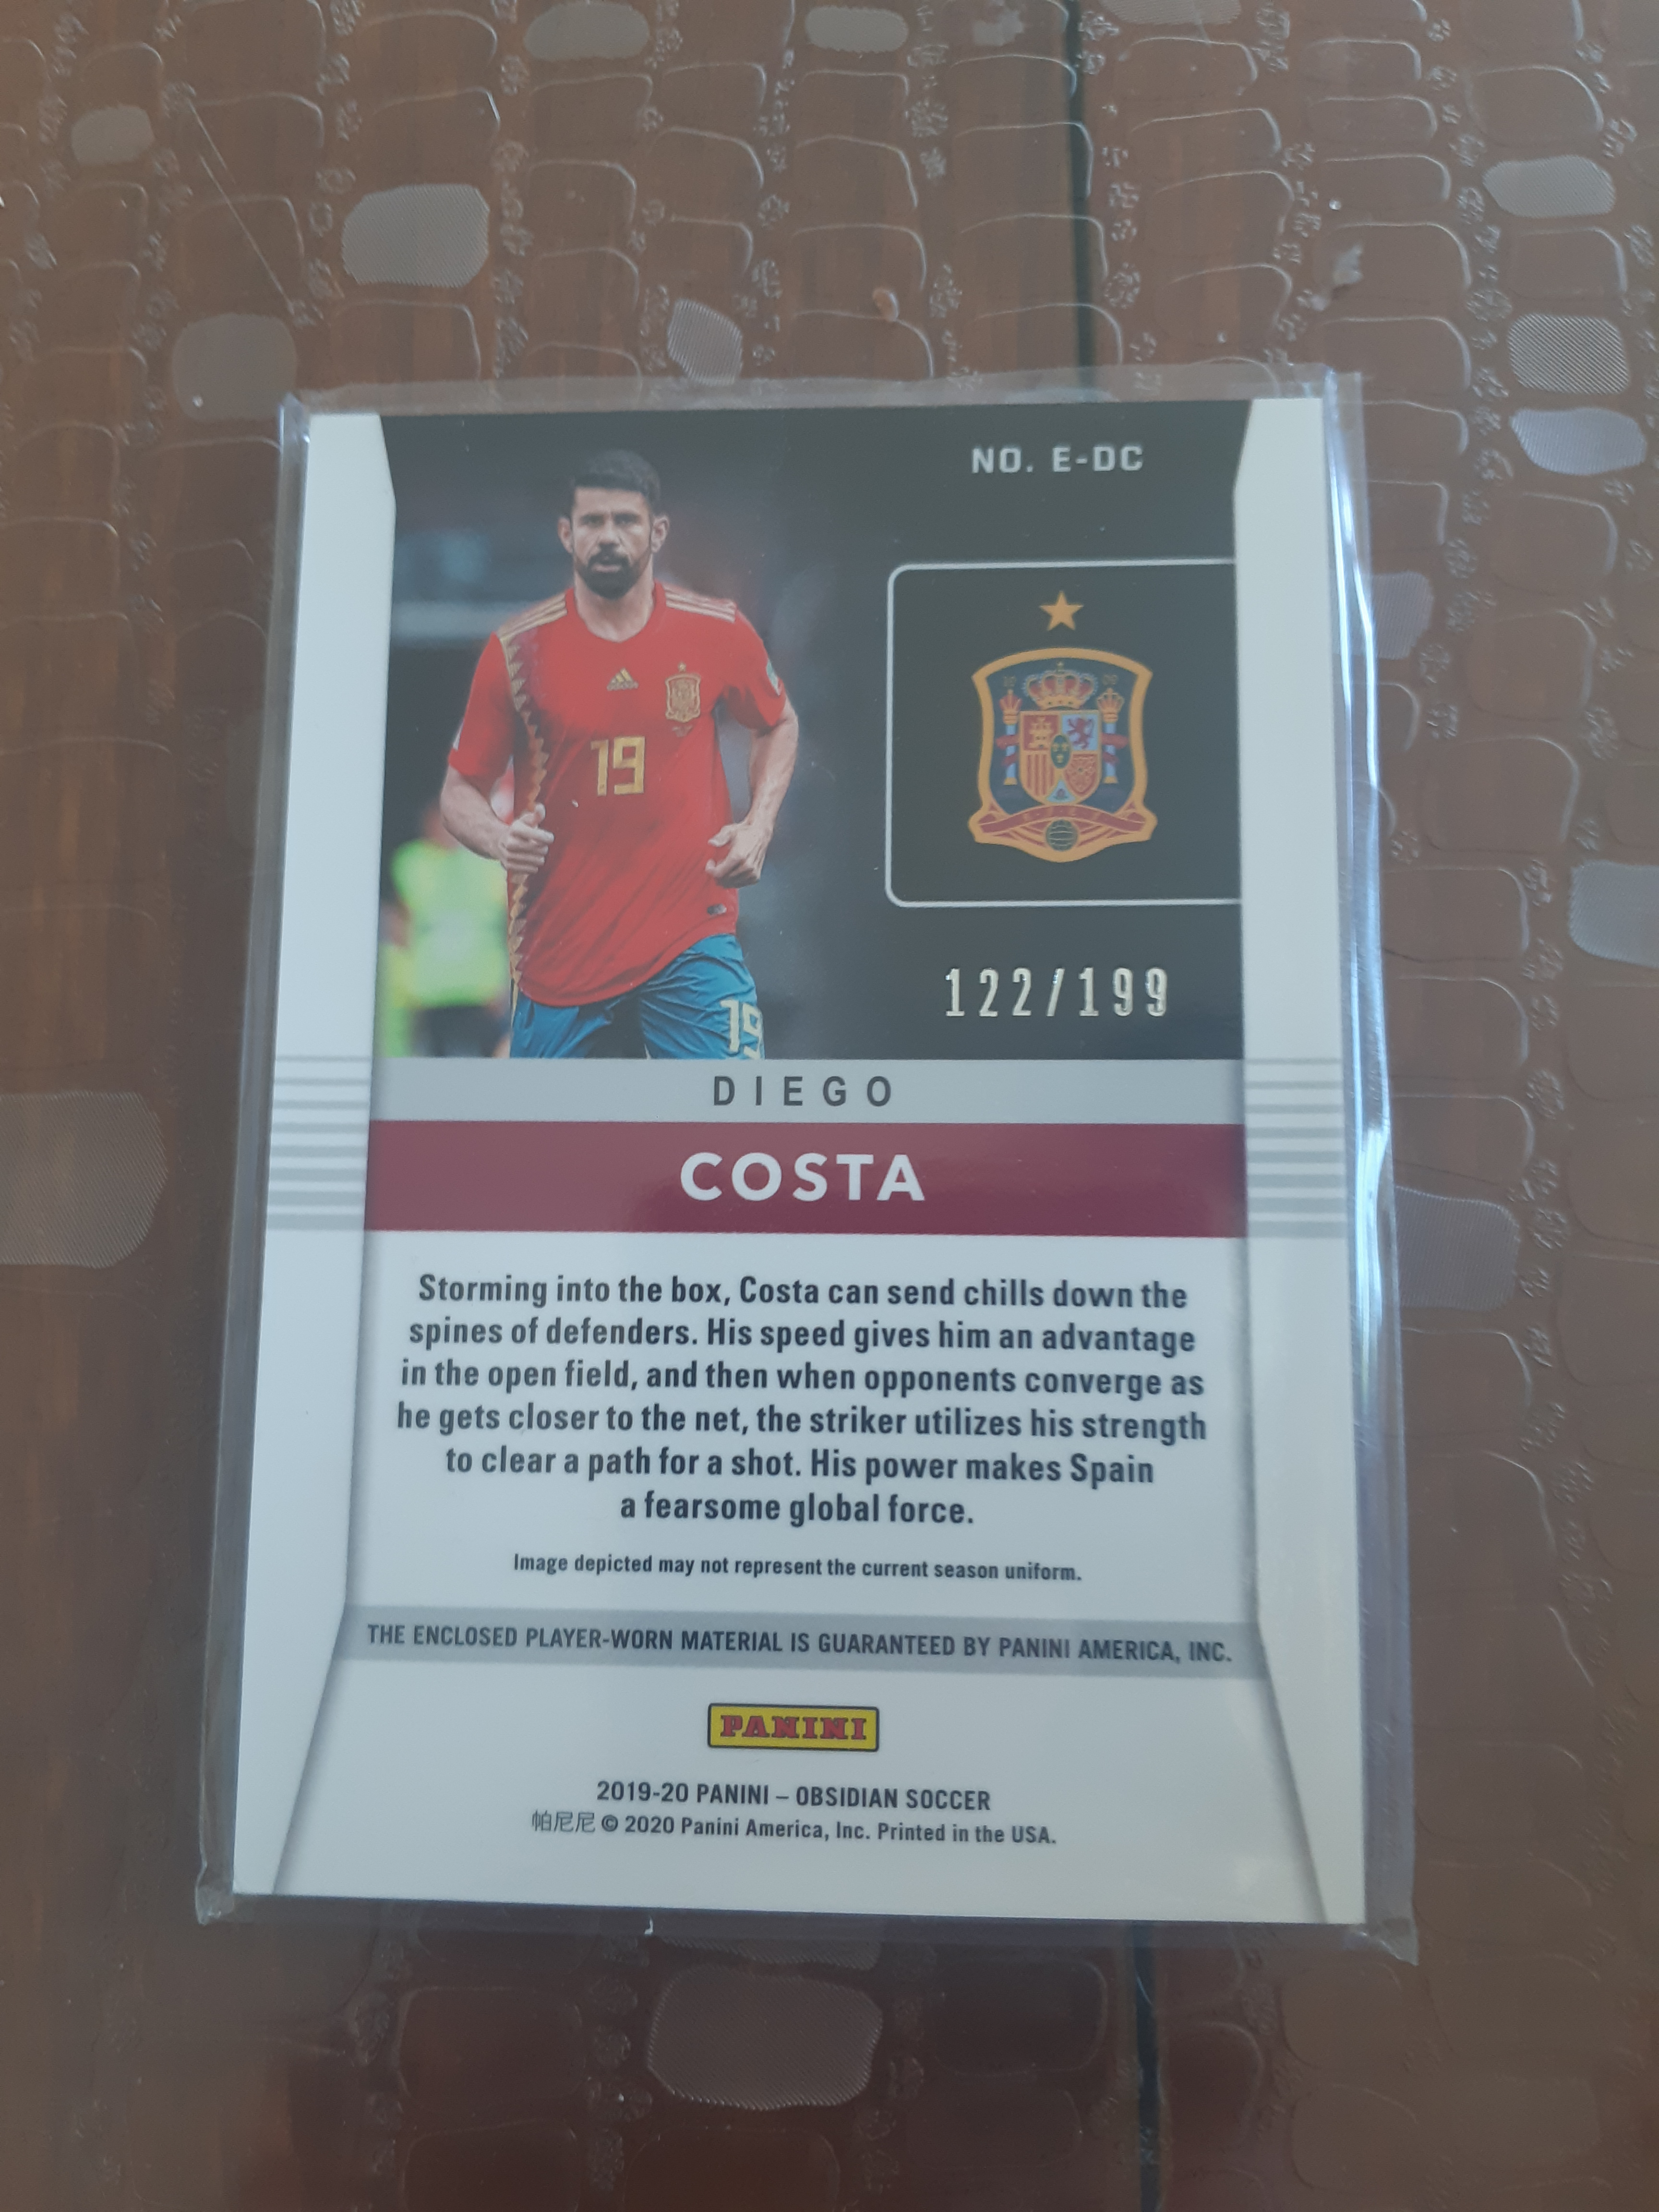 NO. E-DC
19
122/199
19
DIEGO
COSTA
Storming into the box, Costa can send chills down the
spines of defenders. His speed gives him an advantage
in the open field, and then when opponents converge as
he gets closer to the net, the striker utilizes his strength
to clear a path for a shot. His power makes Spain
a fearsome global force.
Image depicted may not represent the current season uniform.
THE ENCLOSED PLAYER-WORN MATERIAL IS GUARANTEED BY PANINI AMERICA, INC.
PANINI
2019-20 PANINI – OBSIDIAN SOCCER
帕尼尼 © 2020 Panini America, Inc. Printed in the USA.